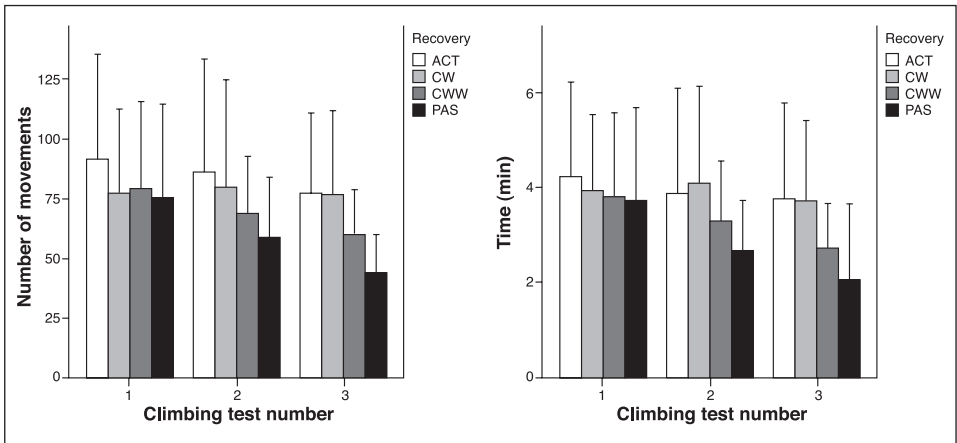 Number of movements
125
100
75
50
25
0
1 2 3
Climbing test number
Recovery
ACT
CW
CWW
PAS
Time (min)
6
4
2
0
1 2 3
Climbing test number
Recovery
ACT
CW
CWW
PAS